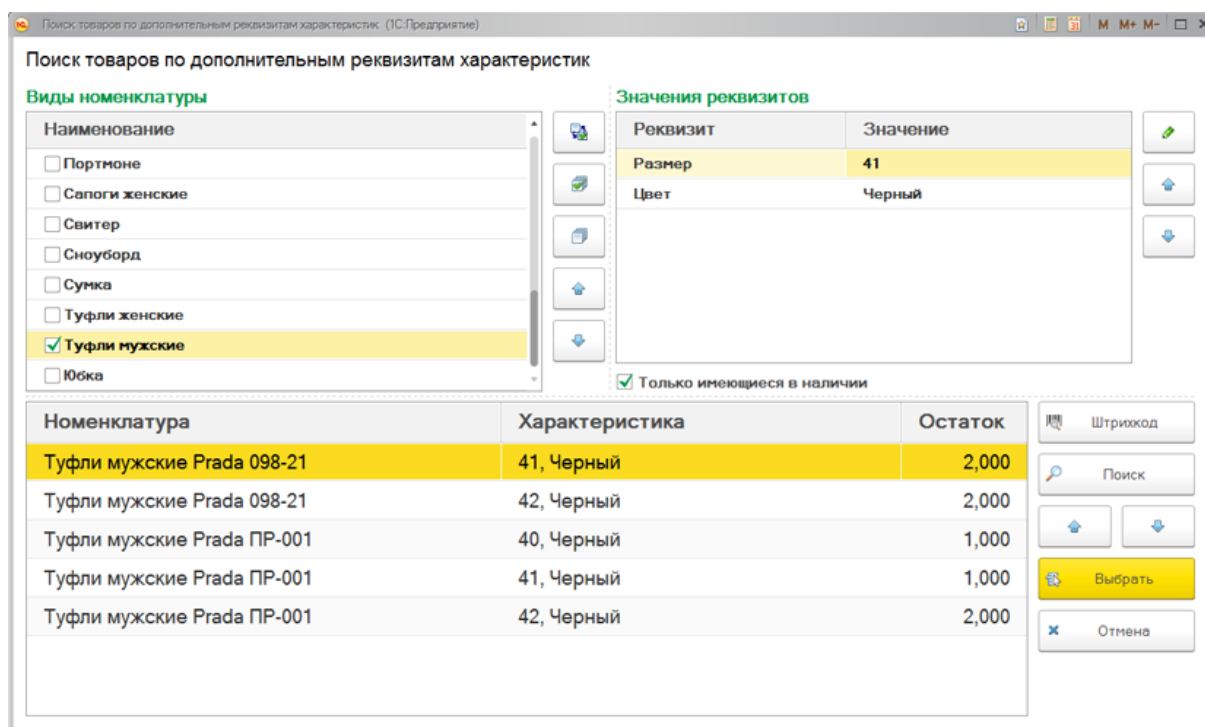 Поиск товаров по дополнительным реквизитам характеристик (1С:Предприятие)
M M+ M-
Поиск товаров по дополнительным реквизитам характеристик
Виды номенклатуры
Наименование
Портмоне
Сапоги женские
Свитер
Сноуборд
Сумка
Туфли женские
Туфли мужские
Юбка
Значения реквизитов
Реквизит Значение
Размер 41
Цвет Черный
Только имеющиеся в наличии
Номенклатура Характеристика Остаток
Туфли мужские Prada 098-21 41, Черный 2,000
Туфли мужские Prada 098-21 42, Черный 2,000
Туфли мужские Prada ПР-001 40, Черный 1,000
Туфли мужские Prada ПР-001 41, Черный 1,000
Туфли мужские Prada ПР-001 42, Черный 2,000
Штрихкод
Поиск
Выбрать
Отмена